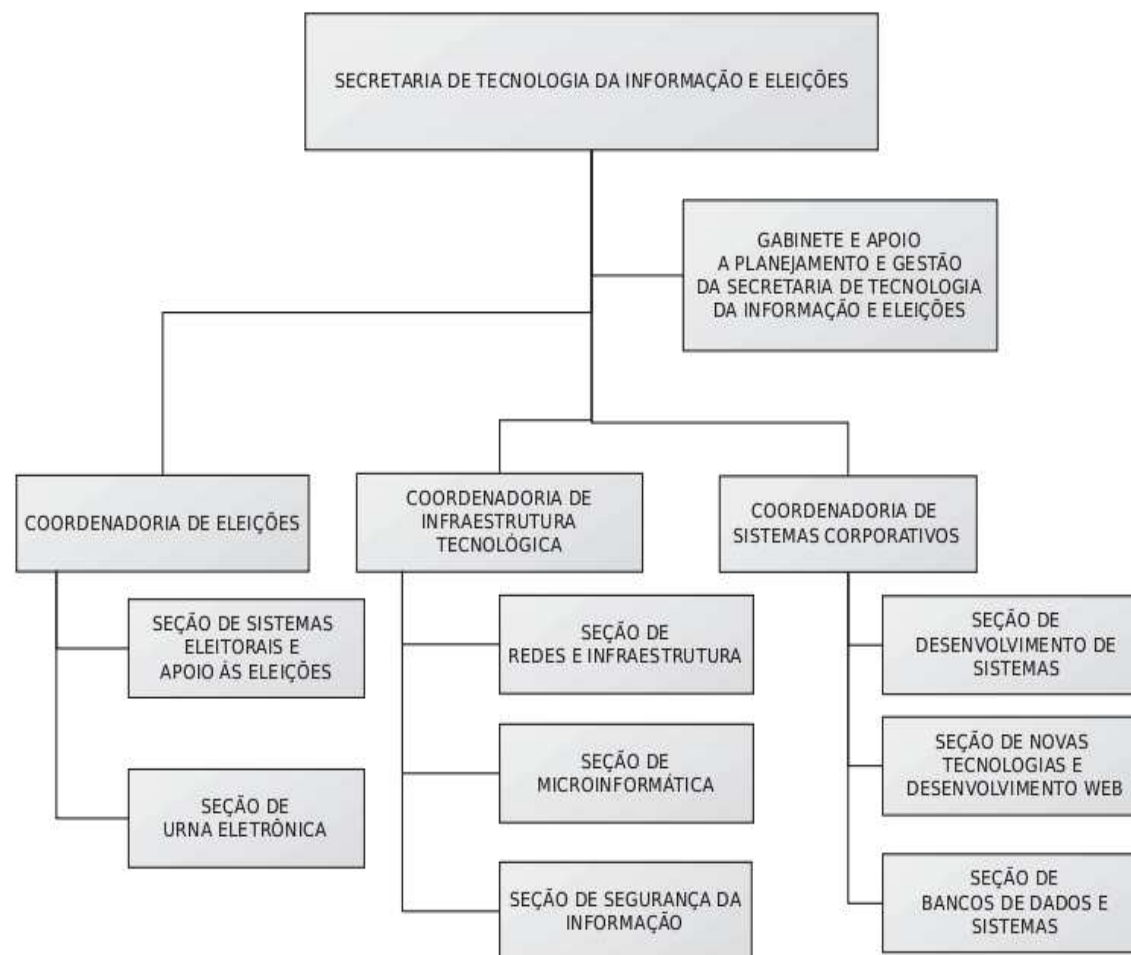 SECRETARIA DE TECNOLOGIA DA INFORMAÇÃO E ELEIÇÕES
GABINETE E APOIO
A PLANEJAMENTO E GESTÃO
DA SECRETARIA DE TECNOLOGIA
DA INFORMAÇÃO E ELEIÇÕES
COORDENADORIA DE ELEIÇÕES
SEÇÃO DE SISTEMAS
ELEITORAIS E
APOIO ÀS ELEIÇÕES
SEÇÃO DE
URNA ELETRÔNICA
COORDENADORIA DE
INFRAESTRUTURA
TECNOLÓGICA
SEÇÃO DE
REDES E INFRAESTRUTURA
SEÇÃO DE
MICROINFORMÁTICA
SEÇÃO DE SEGURANÇA DA
INFORMAÇÃO
COORDENADORIA DE
SISTEMAS CORPORATIVOS
SEÇÃO DE
DESENVOLVIMENTO DE
SISTEMAS
SEÇÃO DE NOVAS
TECNOLOGIAS E
DESENVOLVIMENTO WEB
SEÇÃO DE
BANCOS DE DADOS E
SISTEMAS